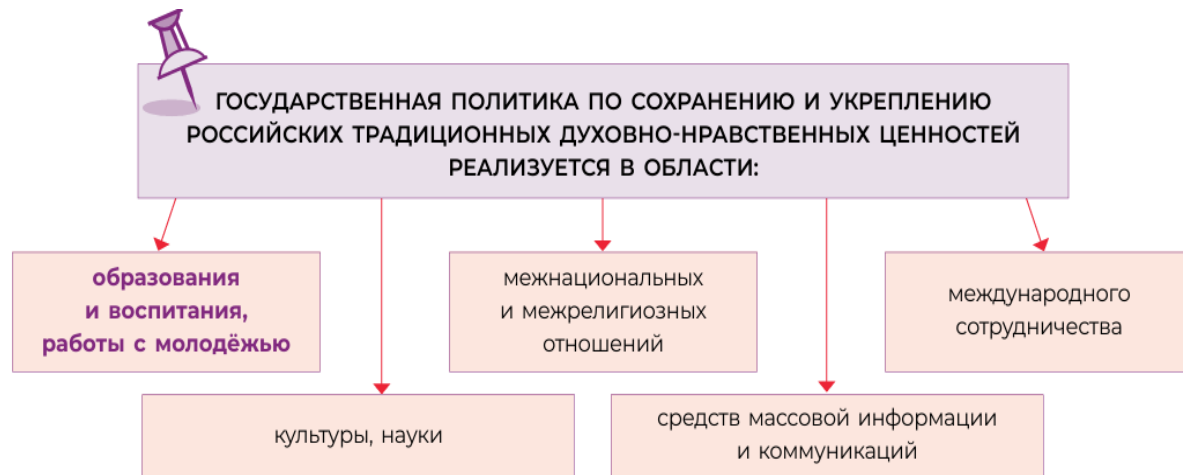 ГОСУДАРСТВЕННАЯ ПОЛИТИКА ПО СОХРАНЕНИЮ И УКРЕПЛЕНИЮ
РОССИЙСКИХ ТРАДИЦИОННЫХ ДУХОВНО-НРАВСТВЕННЫХ ЦЕННОСТЕЙ
РЕАЛИЗУЕТСЯ В ОБЛАСТИ:
образования
и воспитания,
работы с молодёжью
межнациональных
и межрелигиозных
отношений
международного
сотрудничества
культуры, науки
средств массовой информации
и коммуникаций